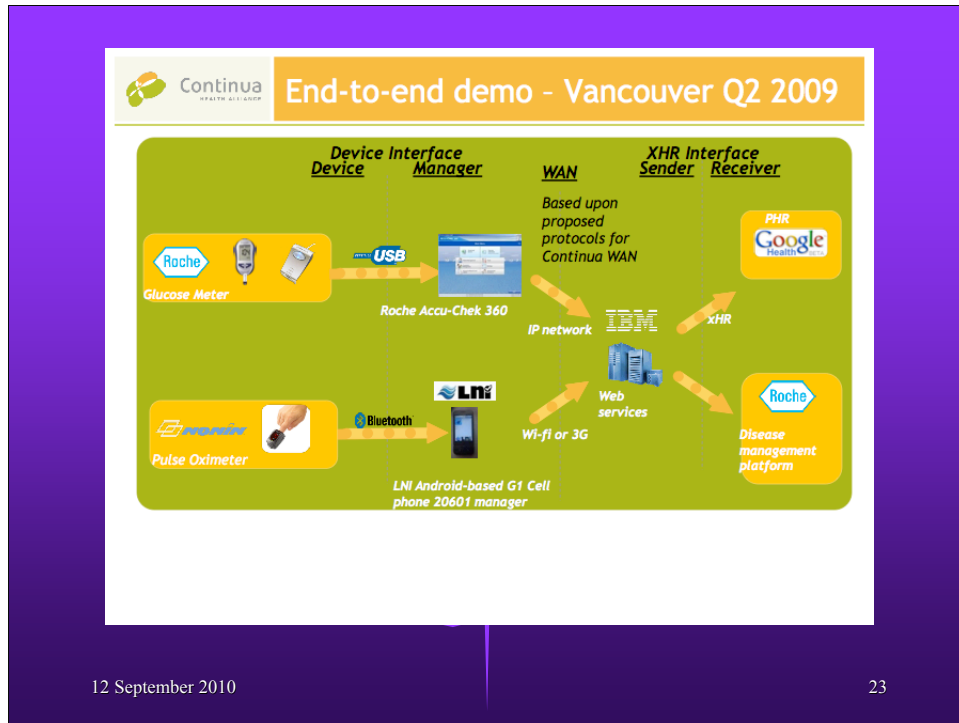 Continua
HEALTH ALLIANCE
End-to-end demo – Vancouver Q2 2009
Device Interface
Device Manager
WAN
XHR Interface
Sender Receiver
Based upon
proposed
protocols for
Continua WAN
PHR
Google
Health BETA
Roche
Glucose Meter
USB
Roche Accu-Chek 360
IP network
IBM
xHR
LNI
Web
services
Roche
NONIN
Pulse Oximeter
Bluetooth
Wi-fi or 3G
Disease
management
platform
LNI Android-based G1 Cell
phone 20601 manager
12 September 2010
23